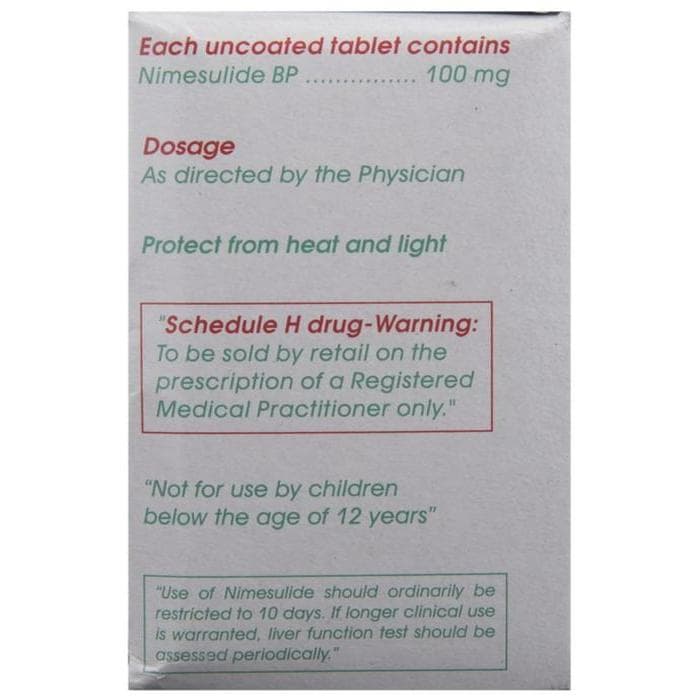 Each uncoated tablet contains
Nimesulide BP ............... 100 mg
Dosage
As directed by the Physician
Protect from heat and light
"Schedule H drug-Warning:
To be sold by retail on the
prescription of a Registered
Medical Practitioner only."
"Not for use by children
below the age of 12 years"
"Use of Nimesulide should ordinarily be
restricted to 10 days. If longer clinical use
is warranted, liver function test should be
assessed periodically."